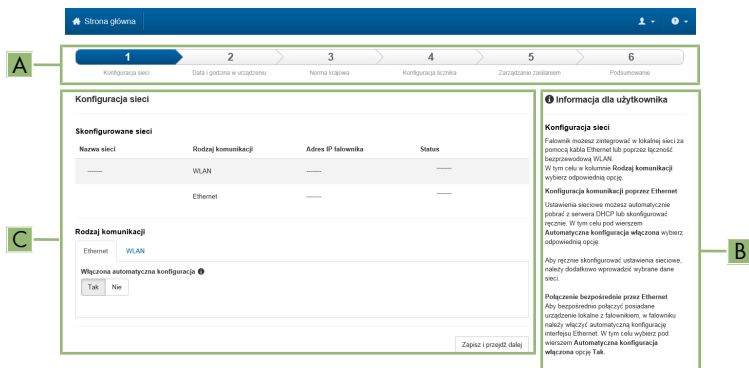 Strona główna
A
1 2 3 4 5 6
Konfiguracja sieci Data i godzina w urządzeniu Norma krajowa Konfiguracja licznika Zarządzanie zasilaniem Podsumowanie
C
Konfiguracja sieci
Skonfigurowane sieci
Nazwa sieci Rodzaj komunikacji Adres IP falownika Status
WLAN
Ethernet
Rodzaj komunikacji
Ethernet WLAN
Włączona automatyczna konfiguracja
Tak Nie
Zapisz i przejdź dalej
B
Informacja dla użytkownika
Konfiguracja sieci
Falownik możesz zintegrować w lokalnej sieci za
pomocą kabla Ethernet lub poprzez łączność
bezprzewodową WLAN.
W tym celu w kolumnie Rodzaj komunikacji
wybierz odpowiednią opcję.
Konfiguracja komunikacji poprzez Ethernet
Ustawienia sieciowe możesz automatycznie
pobrać z serwera DHCP lub skonfigurować
ręcznie. W tym celu pod wierszem
Automatyczna konfiguracja włączona wybierz
odpowiednią opcję.
Aby ręcznie skonfigurować ustawienia sieciowe,
należy dodatkowo wprowadzić wybrane dane
sieci.
Połączenie bezpośrednie przez Ethernet
Aby bezpośrednio połączyć posiadane
urządzenie lokalne z falownikiem, w falowniku
należy włączyć automatyczną konfigurację
interfejsu Ethernet. W tym celu wybierz pod
wierszem Automatyczna konfiguracja
włączona opcję Tak.